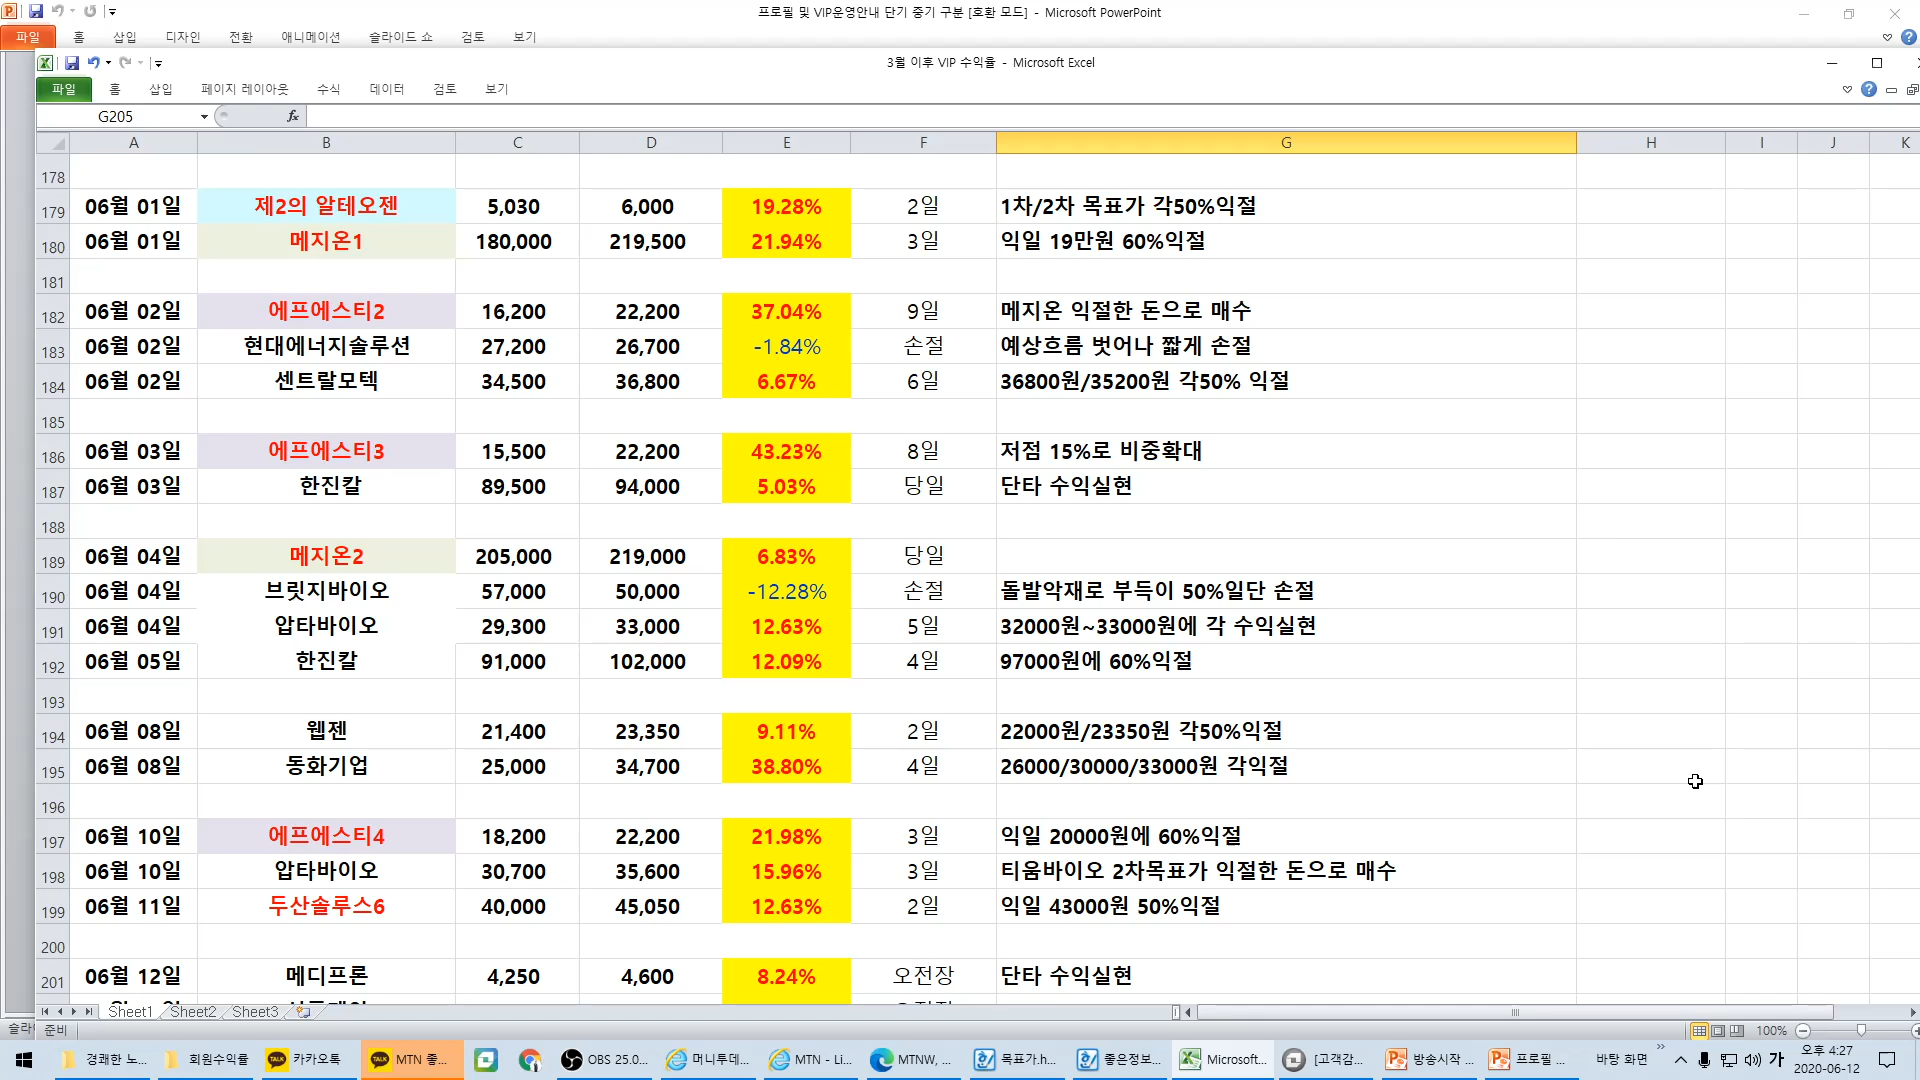 프로필 및 VIP운영안내 단기 중기 구분 [호환 모드] - Microsoft PowerPoint
파일 홈 삽입 디자인 전환 애니메이션 슬라이드 쇼 검토 보기
3월 이후 VIP 수익율 - Microsoft Excel
파일 홈 삽입 페이지 레이아웃 수식 데이터 검토 보기
G205 fx
A B C D E F G H I J K
178
179 06월 01일 제2의 알테오젠 5,030 6,000 19.28% 2일 1차/2차 목표가 각50%익절
180 06월 01일 메지온1 180,000 219,500 21.94% 3일 익일 19만원 60%익절
181
182 06월 02일 에프에스티2 16,200 22,200 37.04% 9일 메지온 익절한 돈으로 매수
183 06월 02일 현대에너지솔루션 27,200 26,700 -1.84% 손절 예상흐름 벗어나 짧게 손절
184 06월 02일 센트랄모텍 34,500 36,800 6.67% 6일 36800원/35200원 각50% 익절
185
186 06월 03일 에프에스티3 15,500 22,200 43.23% 8일 저점 15%로 비중확대
187 06월 03일 한진칼 89,500 94,000 5.03% 당일 단타 수익실현
188
189 06월 04일 메지온2 205,000 219,000 6.83% 당일
190 06월 04일 브릿지바이오 57,000 50,000 -12.28% 손절 돌발악재로 부득이 50%일단 손절
191 06월 04일 압타바이오 29,300 33,000 12.63% 5일 32000원~33000원에 각 수익실현
192 06월 05일 한진칼 91,000 102,000 12.09% 4일 97000원에 60%익절
193
194 06월 08일 웹젠 21,400 23,350 9.11% 2일 22000원/23350원 각50%익절
195 06월 08일 동화기업 25,000 34,700 38.80% 4일 26000/30000/33000원 각익절
196
197 06월 10일 에프에스티4 18,200 22,200 21.98% 3일 익일 20000원에 60%익절
198 06월 10일 압타바이오 30,700 35,600 15.96% 3일 티움바이오 2차목표가 익절한 돈으로 매수
199 06월 11일 두산솔루스6 40,000 45,050 12.63% 2일 익일 43000원 50%익절
200
201 06월 12일 메디프론 4,250 4,600 8.24% 오전장 단타 수익실현
Sheet1 Sheet2 Sheet3
준비 100%
경쾌한 노... 회원수익율 카카오톡 MTN 좋... OBS 25.0... 머니투데... MTN - Li... MTNW, ... 목표가.h... 좋은정보... Microsoft... [고객감... 방송시작 ... 프로필 ... 바탕 화면 가 오후 4:27
2020-06-12